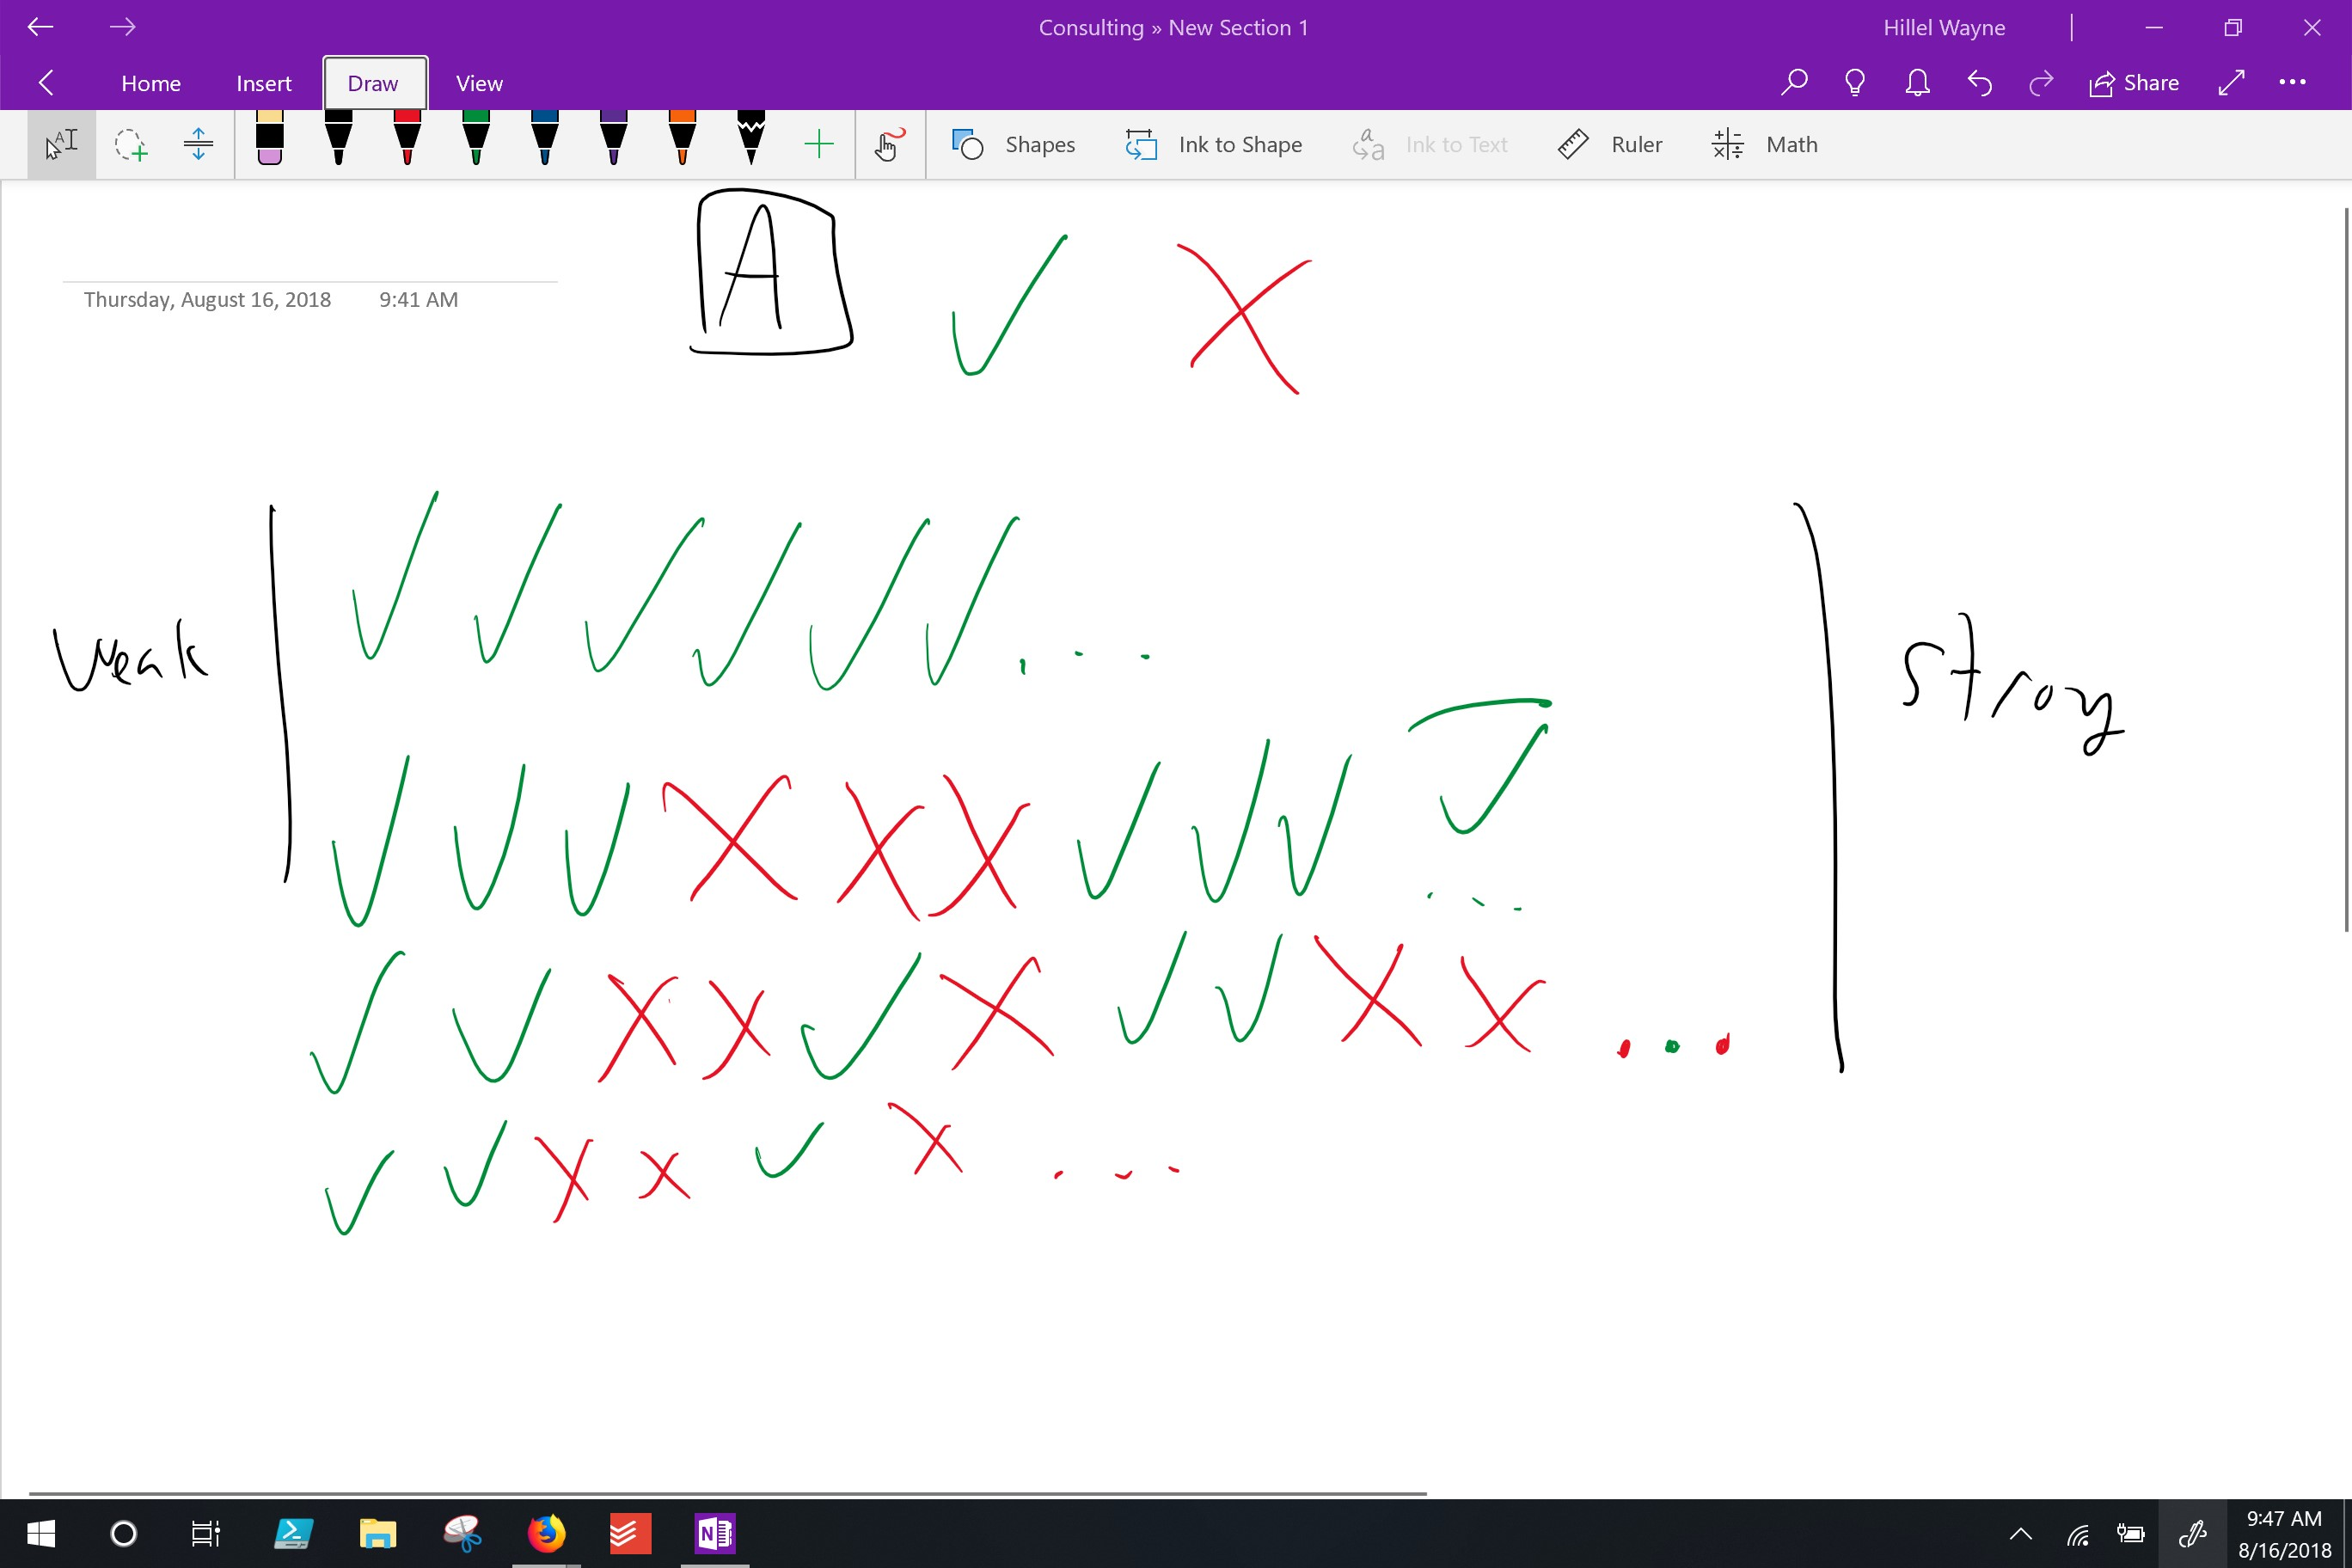 Consulting » New Section 1
Hillel Wayne
Home Insert Draw View
Share
Shapes Ink to Shape Ink to Text Ruler Math
A
Thursday, August 16, 2018 9:41 AM
Weak
Strong
9:47 AM
8/16/2018